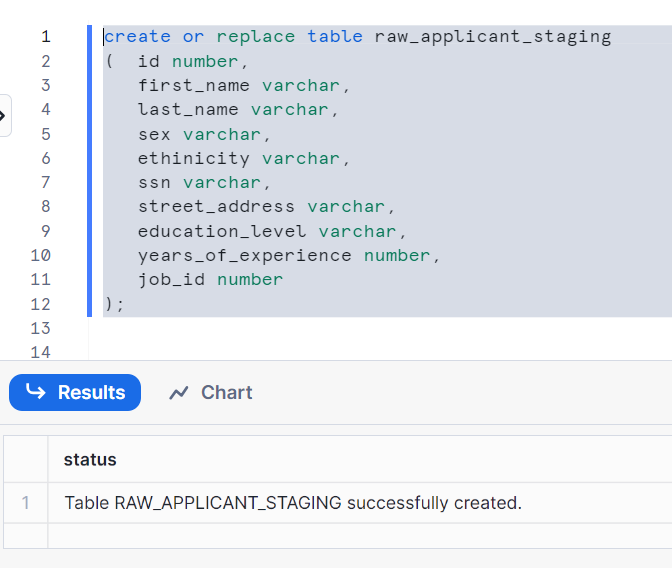 1 create or replace table raw_applicant_staging
2 ( id number,
3 first_name varchar,
4 last_name varchar,
5 sex varchar,
6 ethinicity varchar,
7 ssn varchar,
8 street_address varchar,
9 education_level varchar,
10 years_of_experience number,
11 job_id number
12 );
13
14
Results Chart
status
1 Table RAW_APPLICANT_STAGING successfully created.